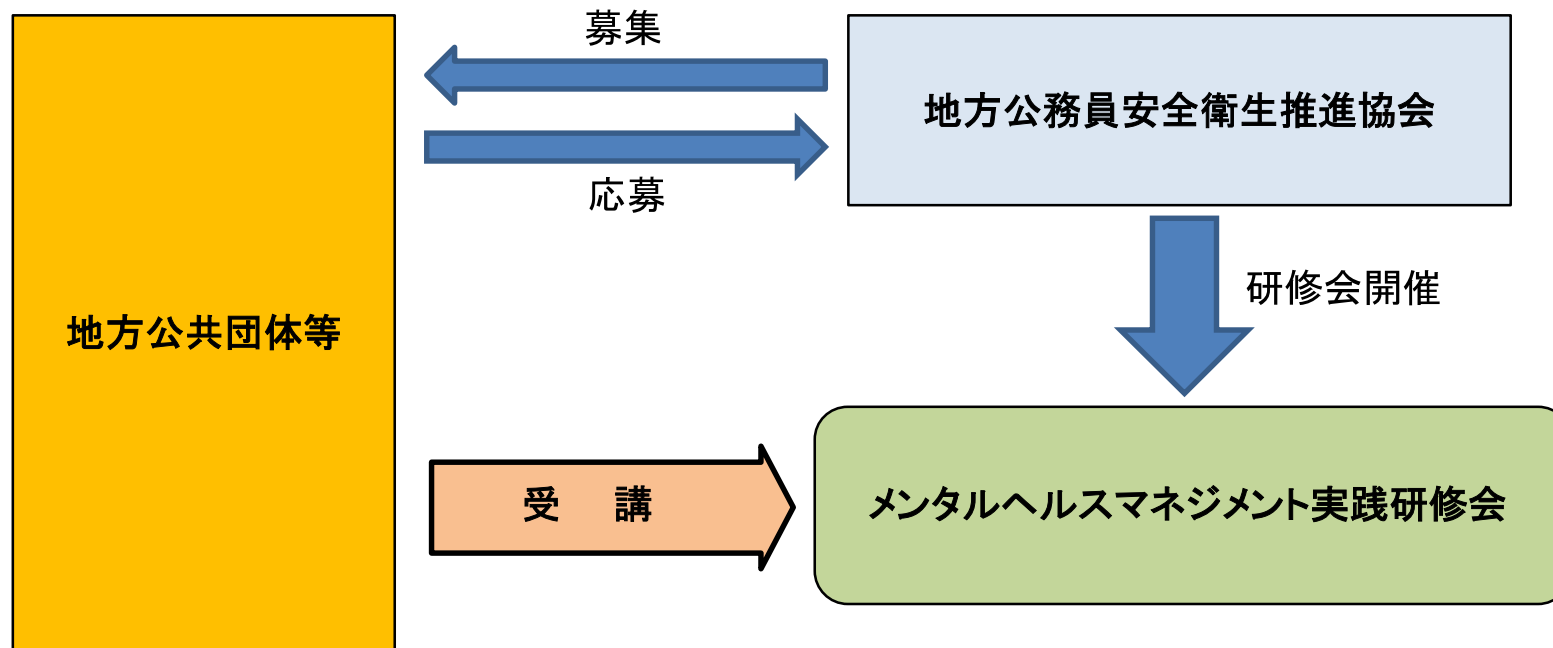 募集
地方公務員安全衛生推進協会
応募
研修会開催
地方公共団体等
受　講
メンタルヘルスマネジメント実践研修会